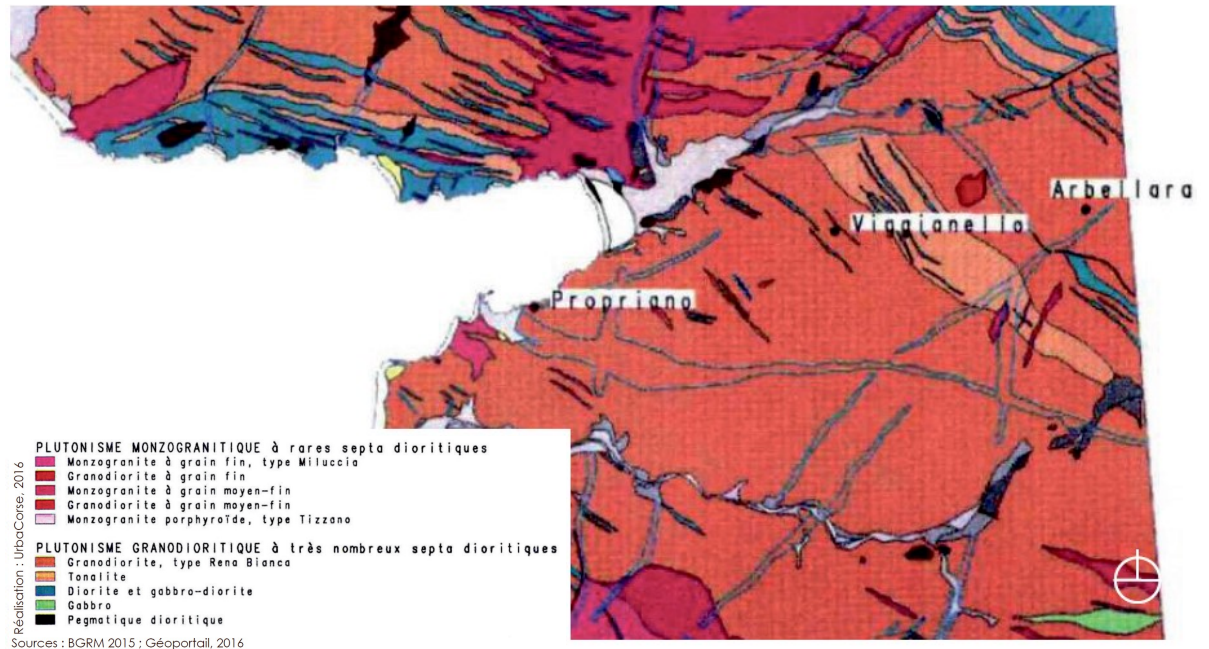 Arbellara
Viggianello
Propriano
PLUTONISME MONZOGRANITIQUE à rares septa dioritiques
Monzogranite à grain fin, type Miluccia
Granodiorite à grain fin
Monzogranite à grain moyen-fin
Granodiorite à grain moyen-fin
Monzogranite porphyroïde, type Tizzano
PLUTONISME GRANODIORITIQUE à très nombreux septa dioritiques
Granodiorite, type Rena Bianca
Tonalite
Diorite et gabbro-diorite
Gabbro
Pegmatique dioritique
Réalisation : UrbaCorse, 2016
Sources : BGRM 2015 ; Géoportail, 2016